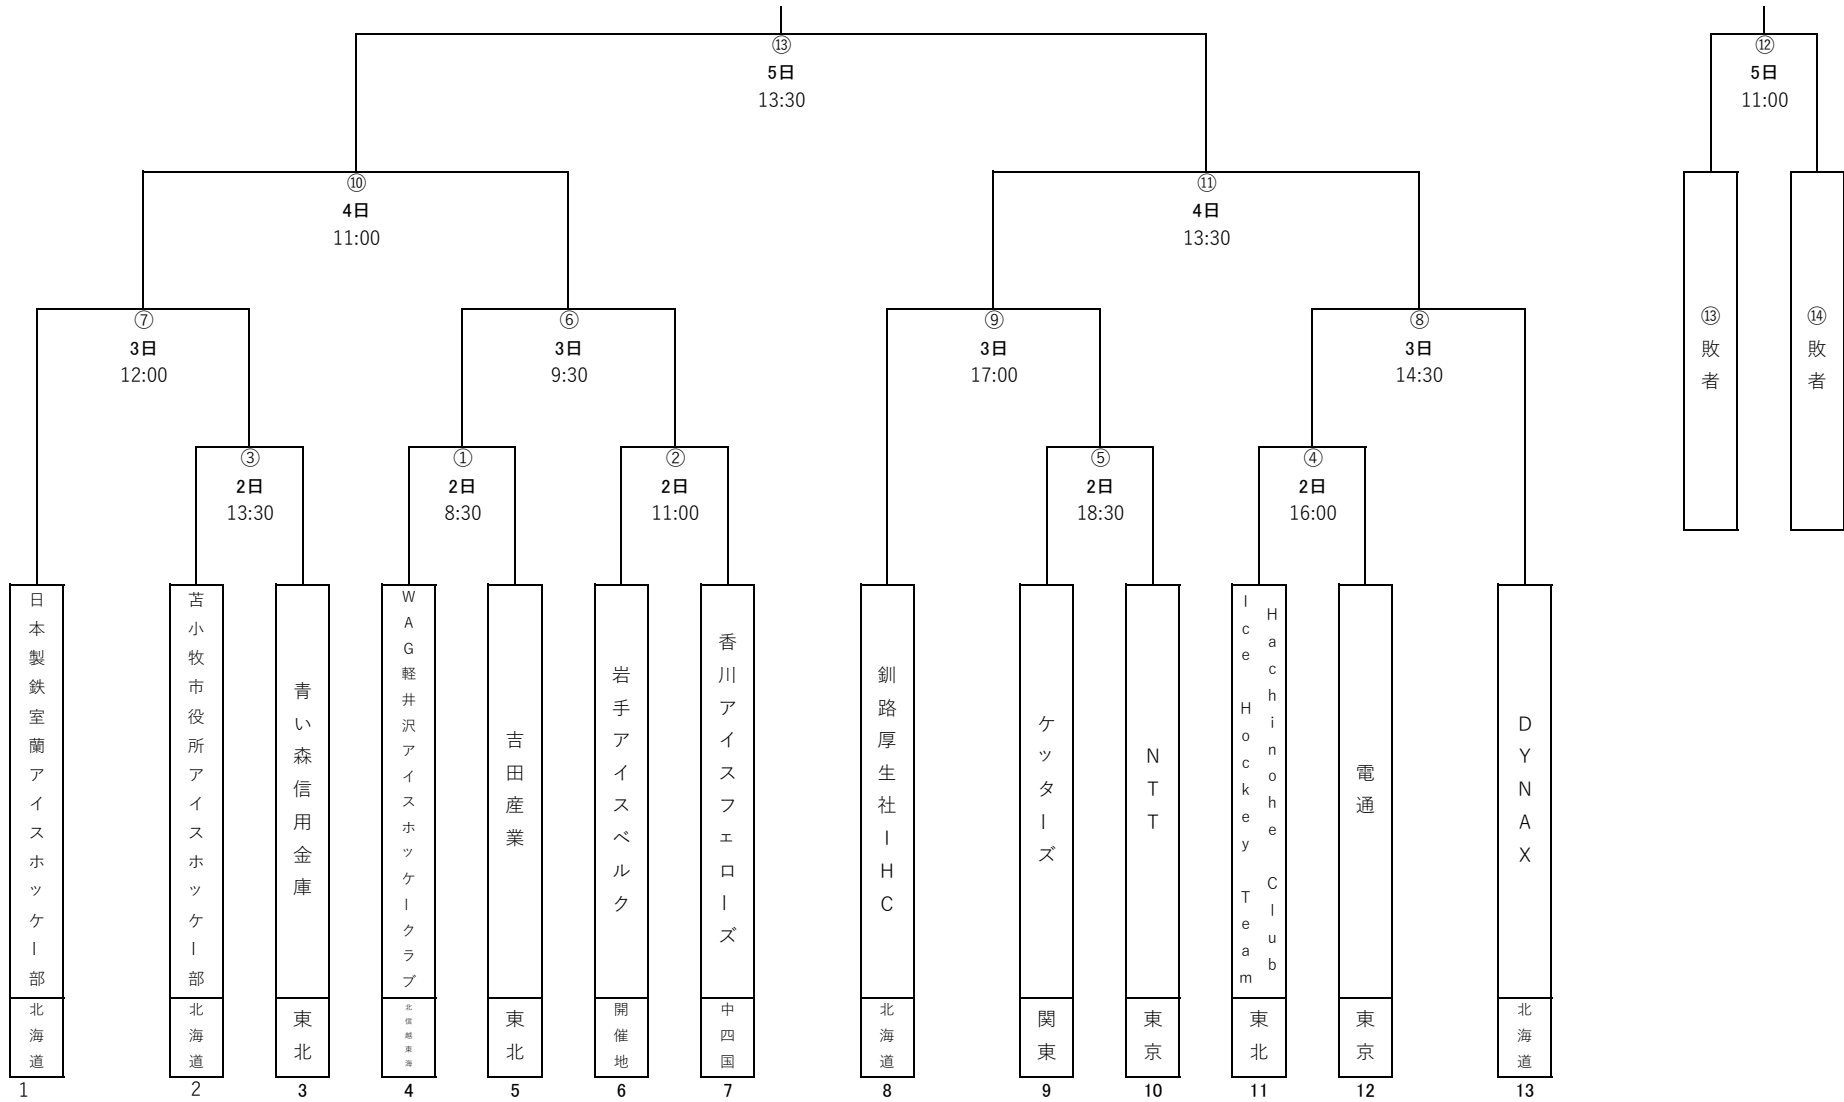 ⑬
5日
13:30
⑫
5日
11:00
⑩
4日
11:00
⑪
4日
13:30
⑬敗者
⑭敗者
⑦
3日
12:00
⑥
3日
9:30
⑨
3日
17:00
⑧
3日
14:30
③
2日
13:30
①
2日
8:30
②
2日
11:00
⑤
2日
18:30
④
2日
16:00
日本製鉄室蘭アイスホッケー部
北海道
1
苫小牧市役所アイスホッケー部
北海道
2
青い森信用金庫
東北
3
WAG軽井沢アイスホッケークラブ
北信越東海
4
吉田産業
東北
5
岩手アイスベルク
開催地
6
香川アイスフェローズ
中四国
7
釧路厚生社IHC
北海道
8
ケッターズ
関東
9
NTT
東京
10
Hachinohe Club
Ice Hockey Team
東北
11
電通
東京
12
DYNAX
北海道
13